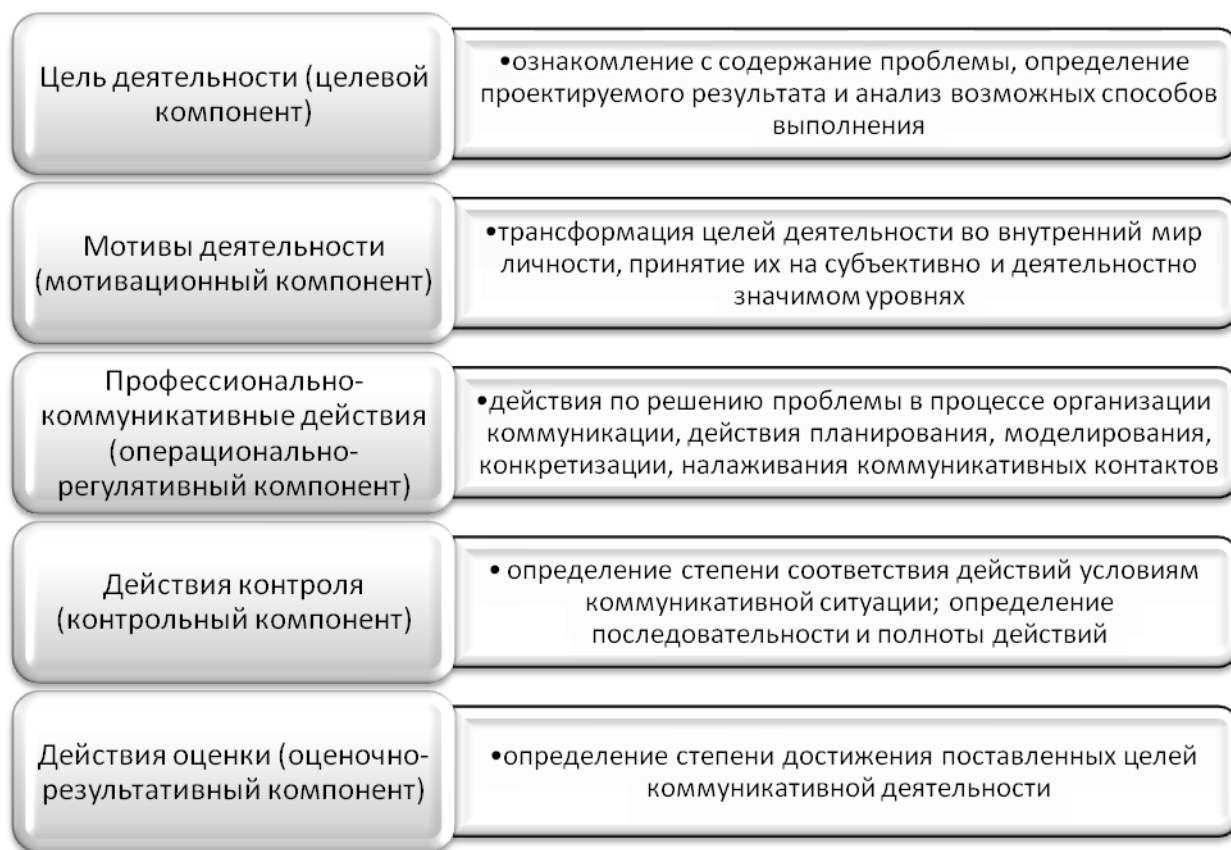 Цель деятельности (целевой
компонент)
•ознакомление с содержание проблемы, определение
проектируемого результата и анализ возможных способов
выполнения
Мотивы деятельности
(мотивационный компонент)
•трансформация целей деятельности во внутренний мир
личности, принятие их на субъективно и деятельностно
значимом уровнях
Профессионально-
коммуникативные действия
(операционально-
регулятивный компонент)
•действия по решению проблемы в процессе организации
коммуникации, действия планирования, моделирования,
конкретизации, налаживания коммуникативных контактов
Действия контроля
(контрольный компонент)
• определение степени соответствия действий условиям
коммуникативной ситуации; определение
последовательности и полноты действий
Действия оценки (оценочно-
результативный компонент)
•определение степени достижения поставленных целей
коммуникативной деятельности